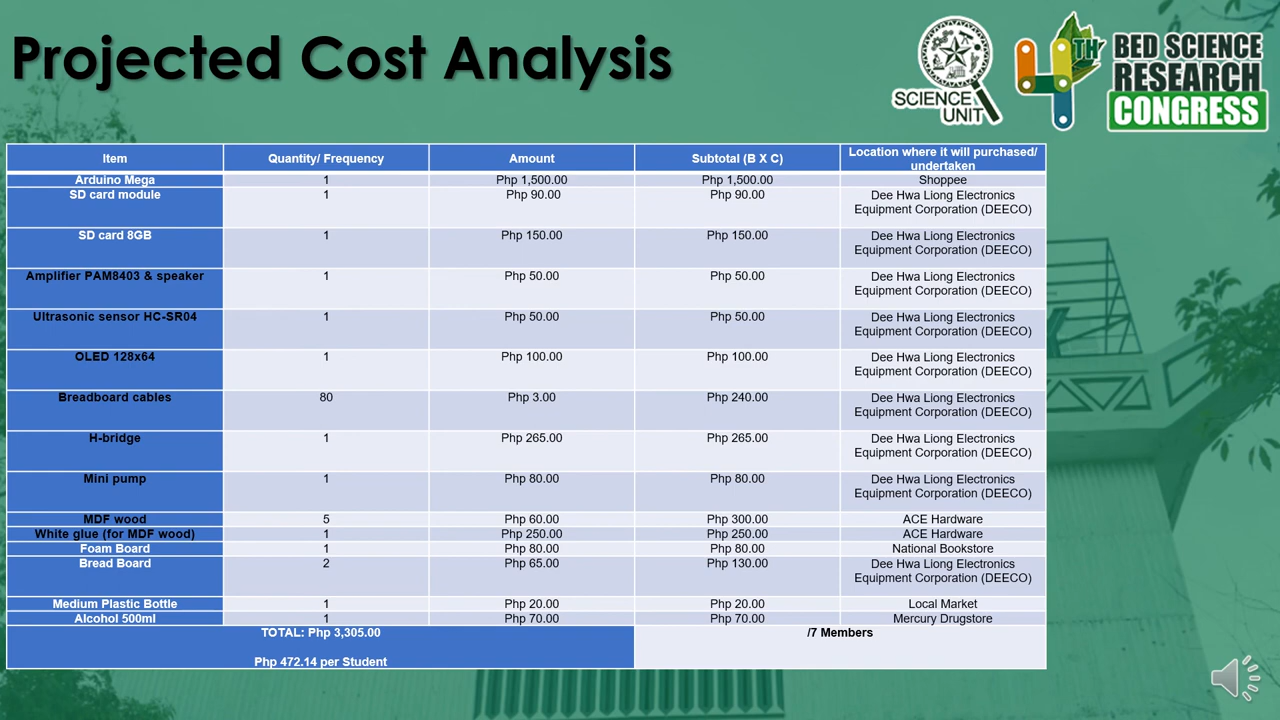 Projected Cost Analysis
SCIENCE
UNIT
4TH
BED SCIENCE
RESEARCH
CONGRESS
Item Quantity/ Frequency Amount Subtotal (B X C) Location where it will purchased/
undertaken
Arduino Mega 1 Php 1,500.00 Php 1,500.00 Shoppee
SD card module 1 Php 90.00 Php 90.00 Dee Hwa Liong Electronics
Equipment Corporation (DEECO)
SD card 8GB 1 Php 150.00 Php 150.00 Dee Hwa Liong Electronics
Equipment Corporation (DEECO)
Amplifier PAM8403 & speaker 1 Php 50.00 Php 50.00 Dee Hwa Liong Electronics
Equipment Corporation (DEECO)
Ultrasonic sensor HC-SR04 1 Php 50.00 Php 50.00 Dee Hwa Liong Electronics
Equipment Corporation (DEECO)
OLED 128x64 1 Php 100.00 Php 100.00 Dee Hwa Liong Electronics
Equipment Corporation (DEECO)
Breadboard cables 80 Php 3.00 Php 240.00 Dee Hwa Liong Electronics
Equipment Corporation (DEECO)
H-bridge 1 Php 265.00 Php 265.00 Dee Hwa Liong Electronics
Equipment Corporation (DEECO)
Mini pump 1 Php 80.00 Php 80.00 Dee Hwa Liong Electronics
Equipment Corporation (DEECO)
MDF wood 5 Php 60.00 Php 300.00 ACE Hardware
White glue (for MDF wood) 1 Php 250.00 Php 250.00 ACE Hardware
Foam Board 1 Php 80.00 Php 80.00 National Bookstore
Bread Board 2 Php 65.00 Php 130.00 Dee Hwa Liong Electronics
Equipment Corporation (DEECO)
Medium Plastic Bottle 1 Php 20.00 Php 20.00 Local Market
Alcohol 500ml 1 Php 70.00 Php 70.00 Mercury Drugstore
TOTAL: Php 3,305.00 /7 Members
Php 472.14 per Student